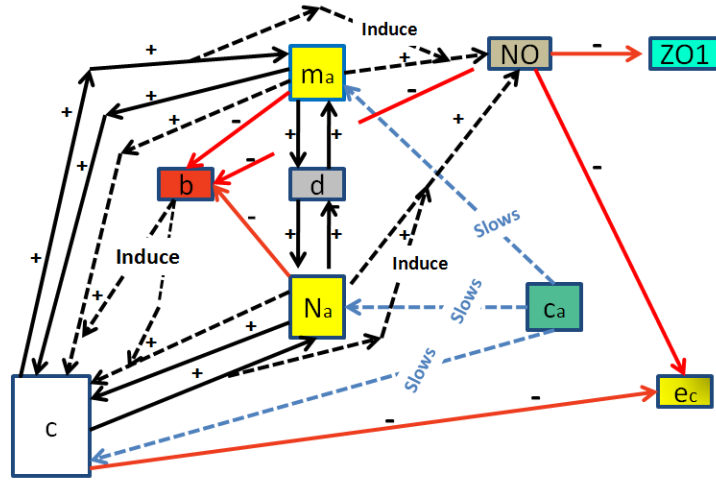 Induce
+
+
ma
+
NO
-
ZO1
+
+
+
-
-
+
-
+
+
+
-
b
d
Slows
-
+
Induce
+
-
+
+
+
Induce
+
+
Na
Slows
ca
+
+
Slows
ec
c
-
-